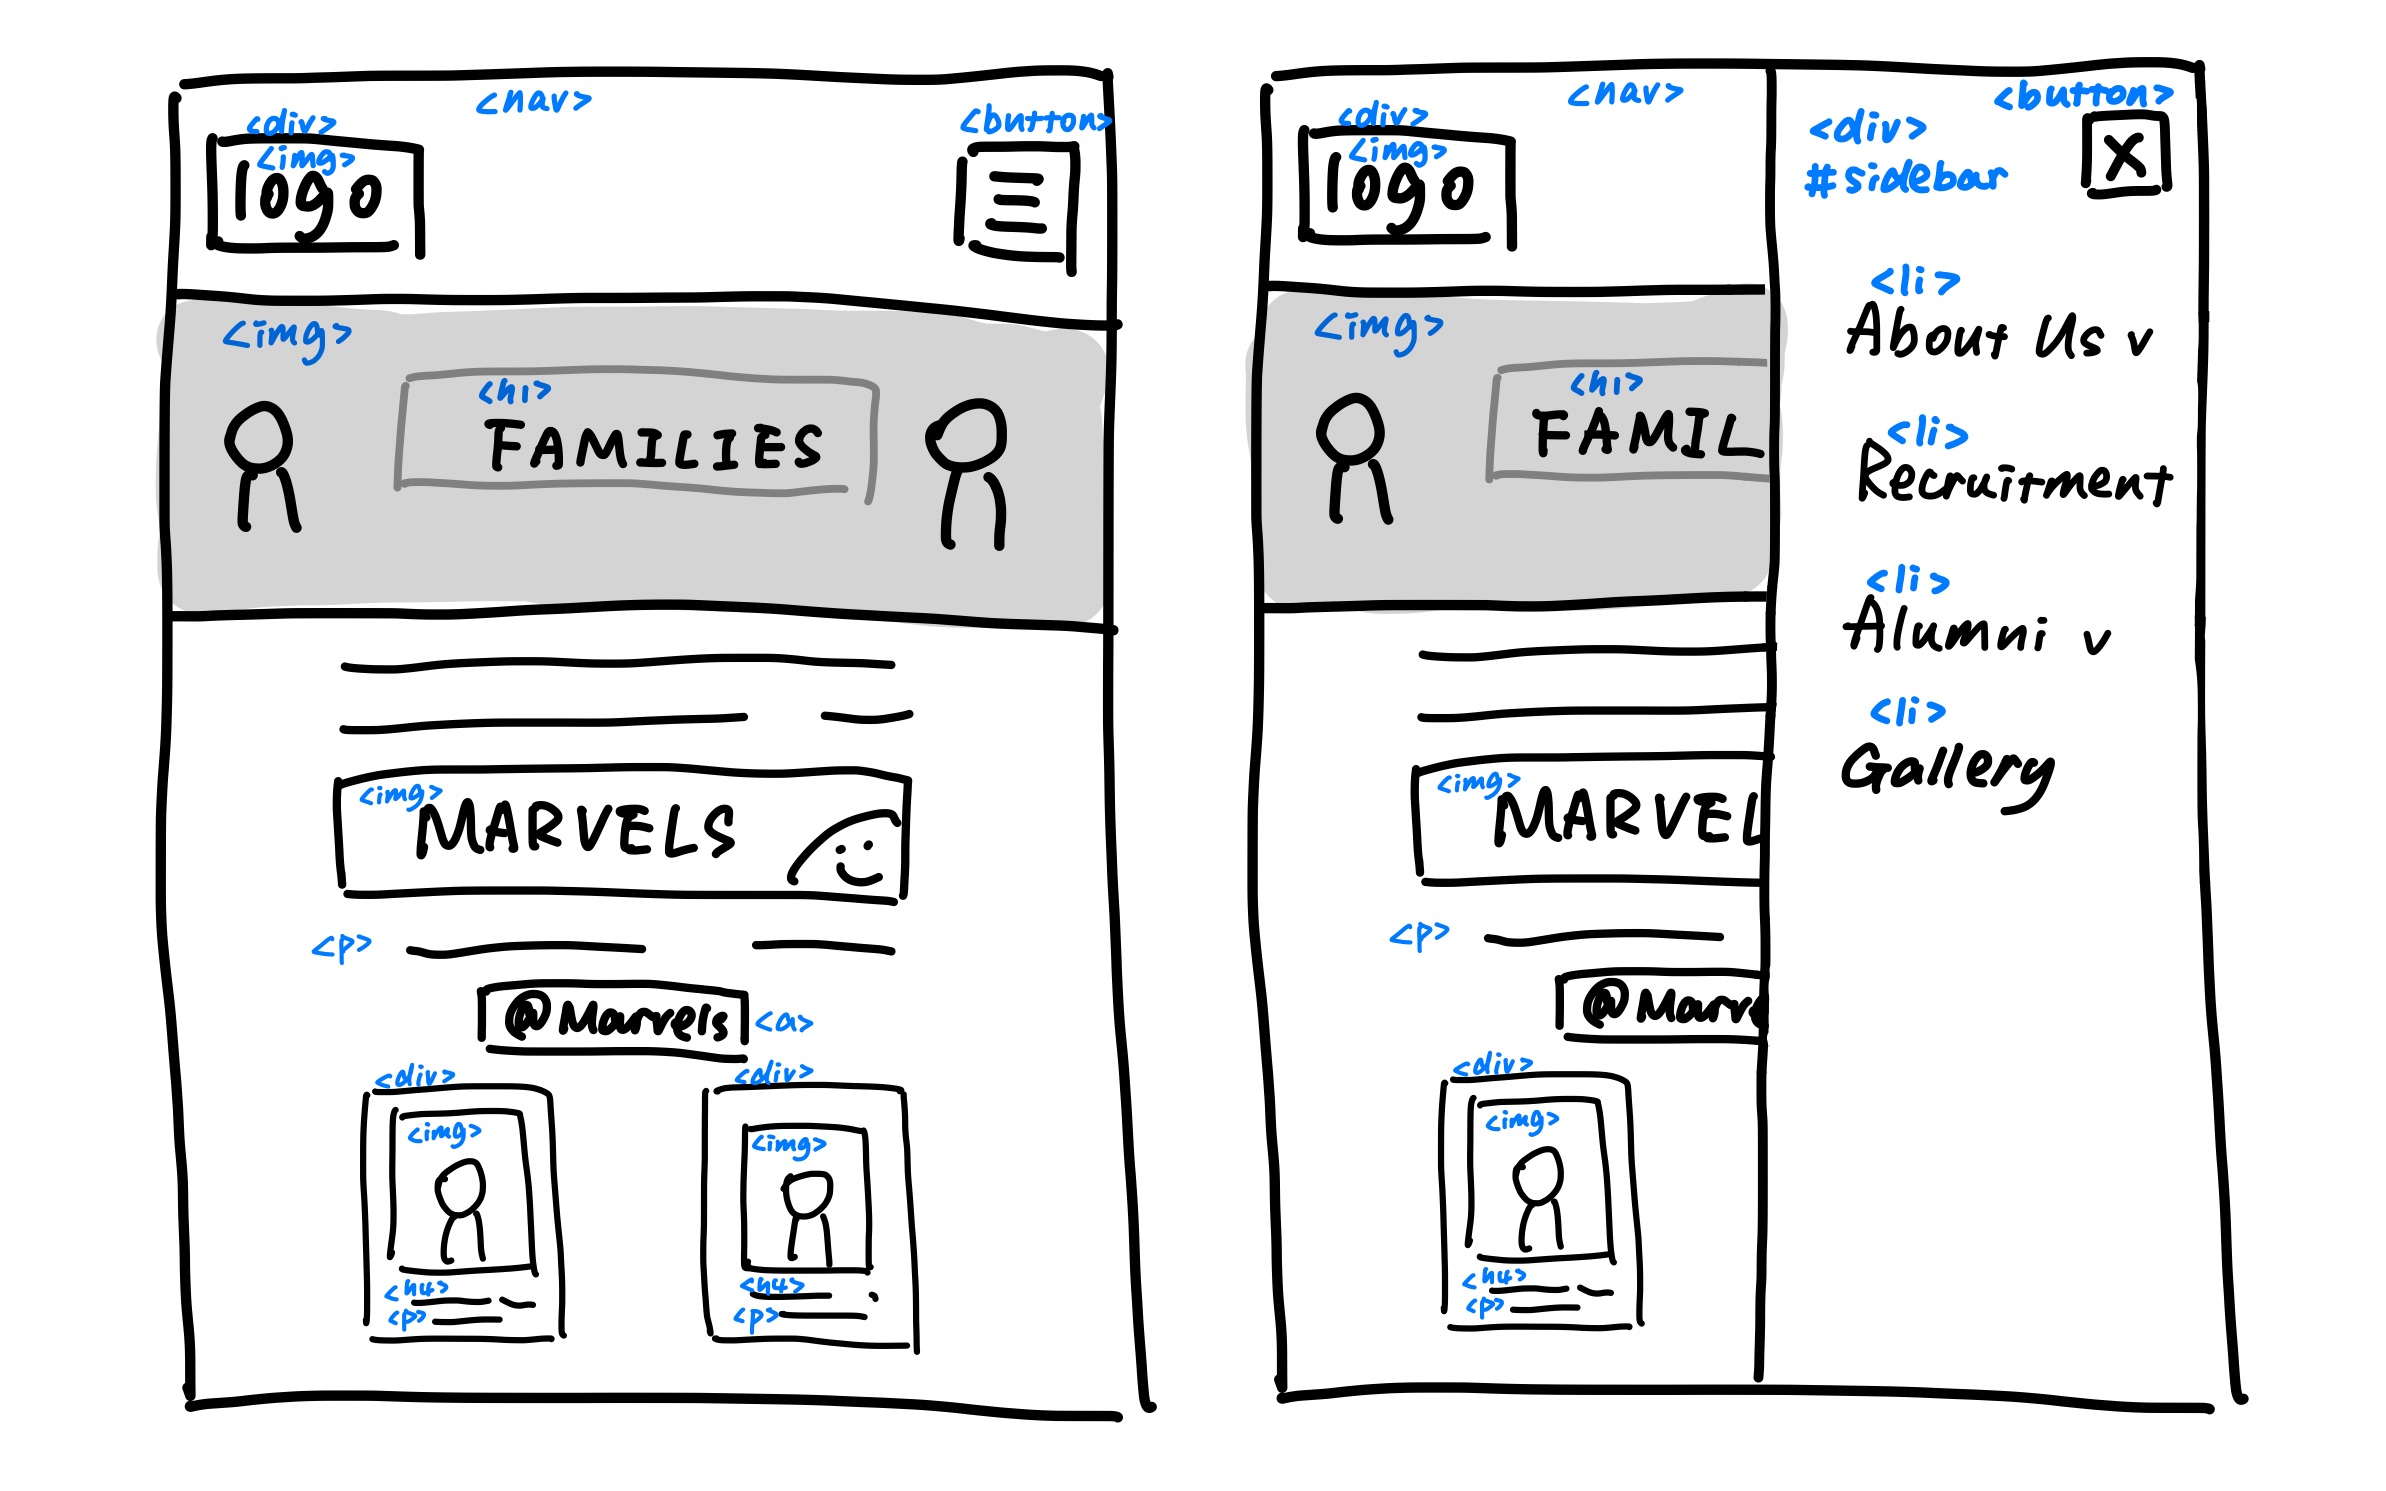 <nav>
<div>
<button>
<img>
logo
<img>
<h1>
FAMILIES
<img>
MARVELS
<p>
@Marvels
<a>
<div>
<div>
<img>
<img>
<h4>
<h4>
<p>
<p>
<nav>
<div>
<img>
logo
<img>
<h1>
FAMIL
<img>
MARVEL
<p>
@Marve
<div>
<img>
<h4>
<p>
<button>
<div>
#sidebar
X
<li>
About Us v
<li>
Recruitment
<li>
Alumni v
<li>
Gallery